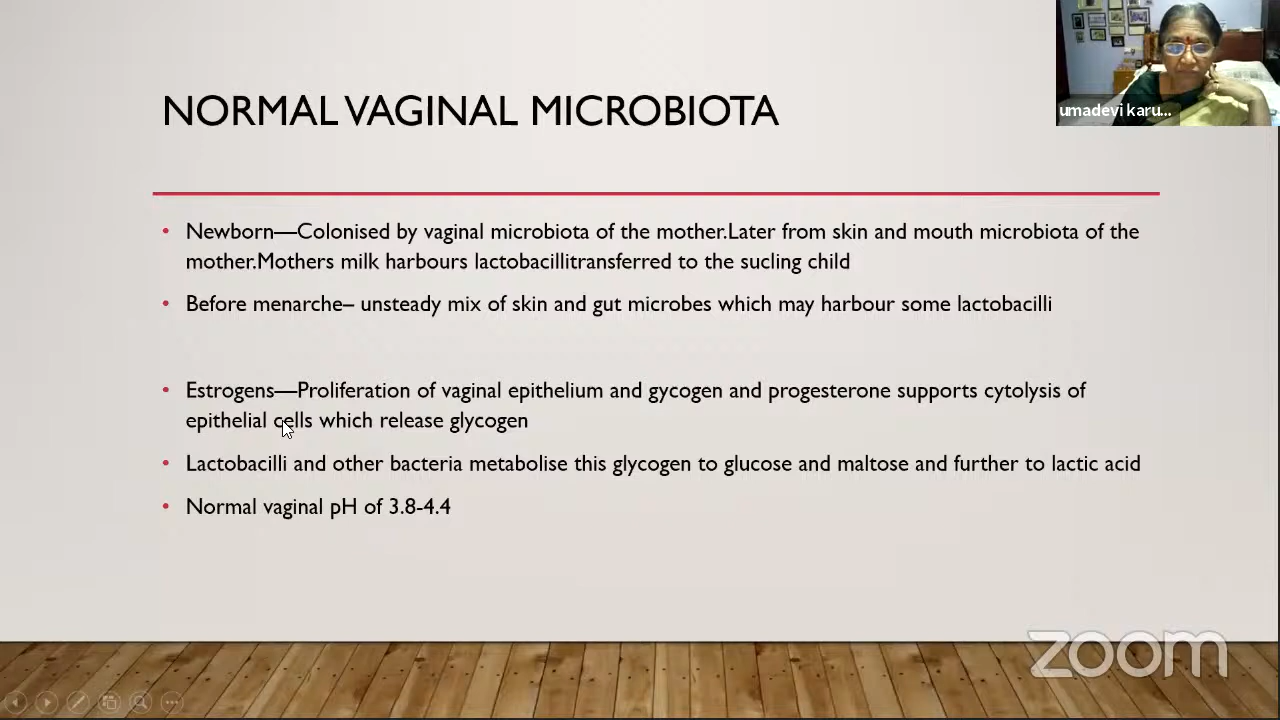 NORMAL VAGINAL MICROBIOTA
umadevi karu...
• Newborn—Colonised by vaginal microbiota of the mother.Later from skin and mouth microbiota of the
mother.Mothers milk harbours lactobacillitransferred to the sucling child
• Before menarche– unsteady mix of skin and gut microbes which may harbour some lactobacilli
• Estrogens—Proliferation of vaginal epithelium and gycogen and progesterone supports cytolysis of
epithelial cells which release glycogen
• Lactobacilli and other bacteria metabolise this glycogen to glucose and maltose and further to lactic acid
• Normal vaginal pH of 3.8-4.4
zoom